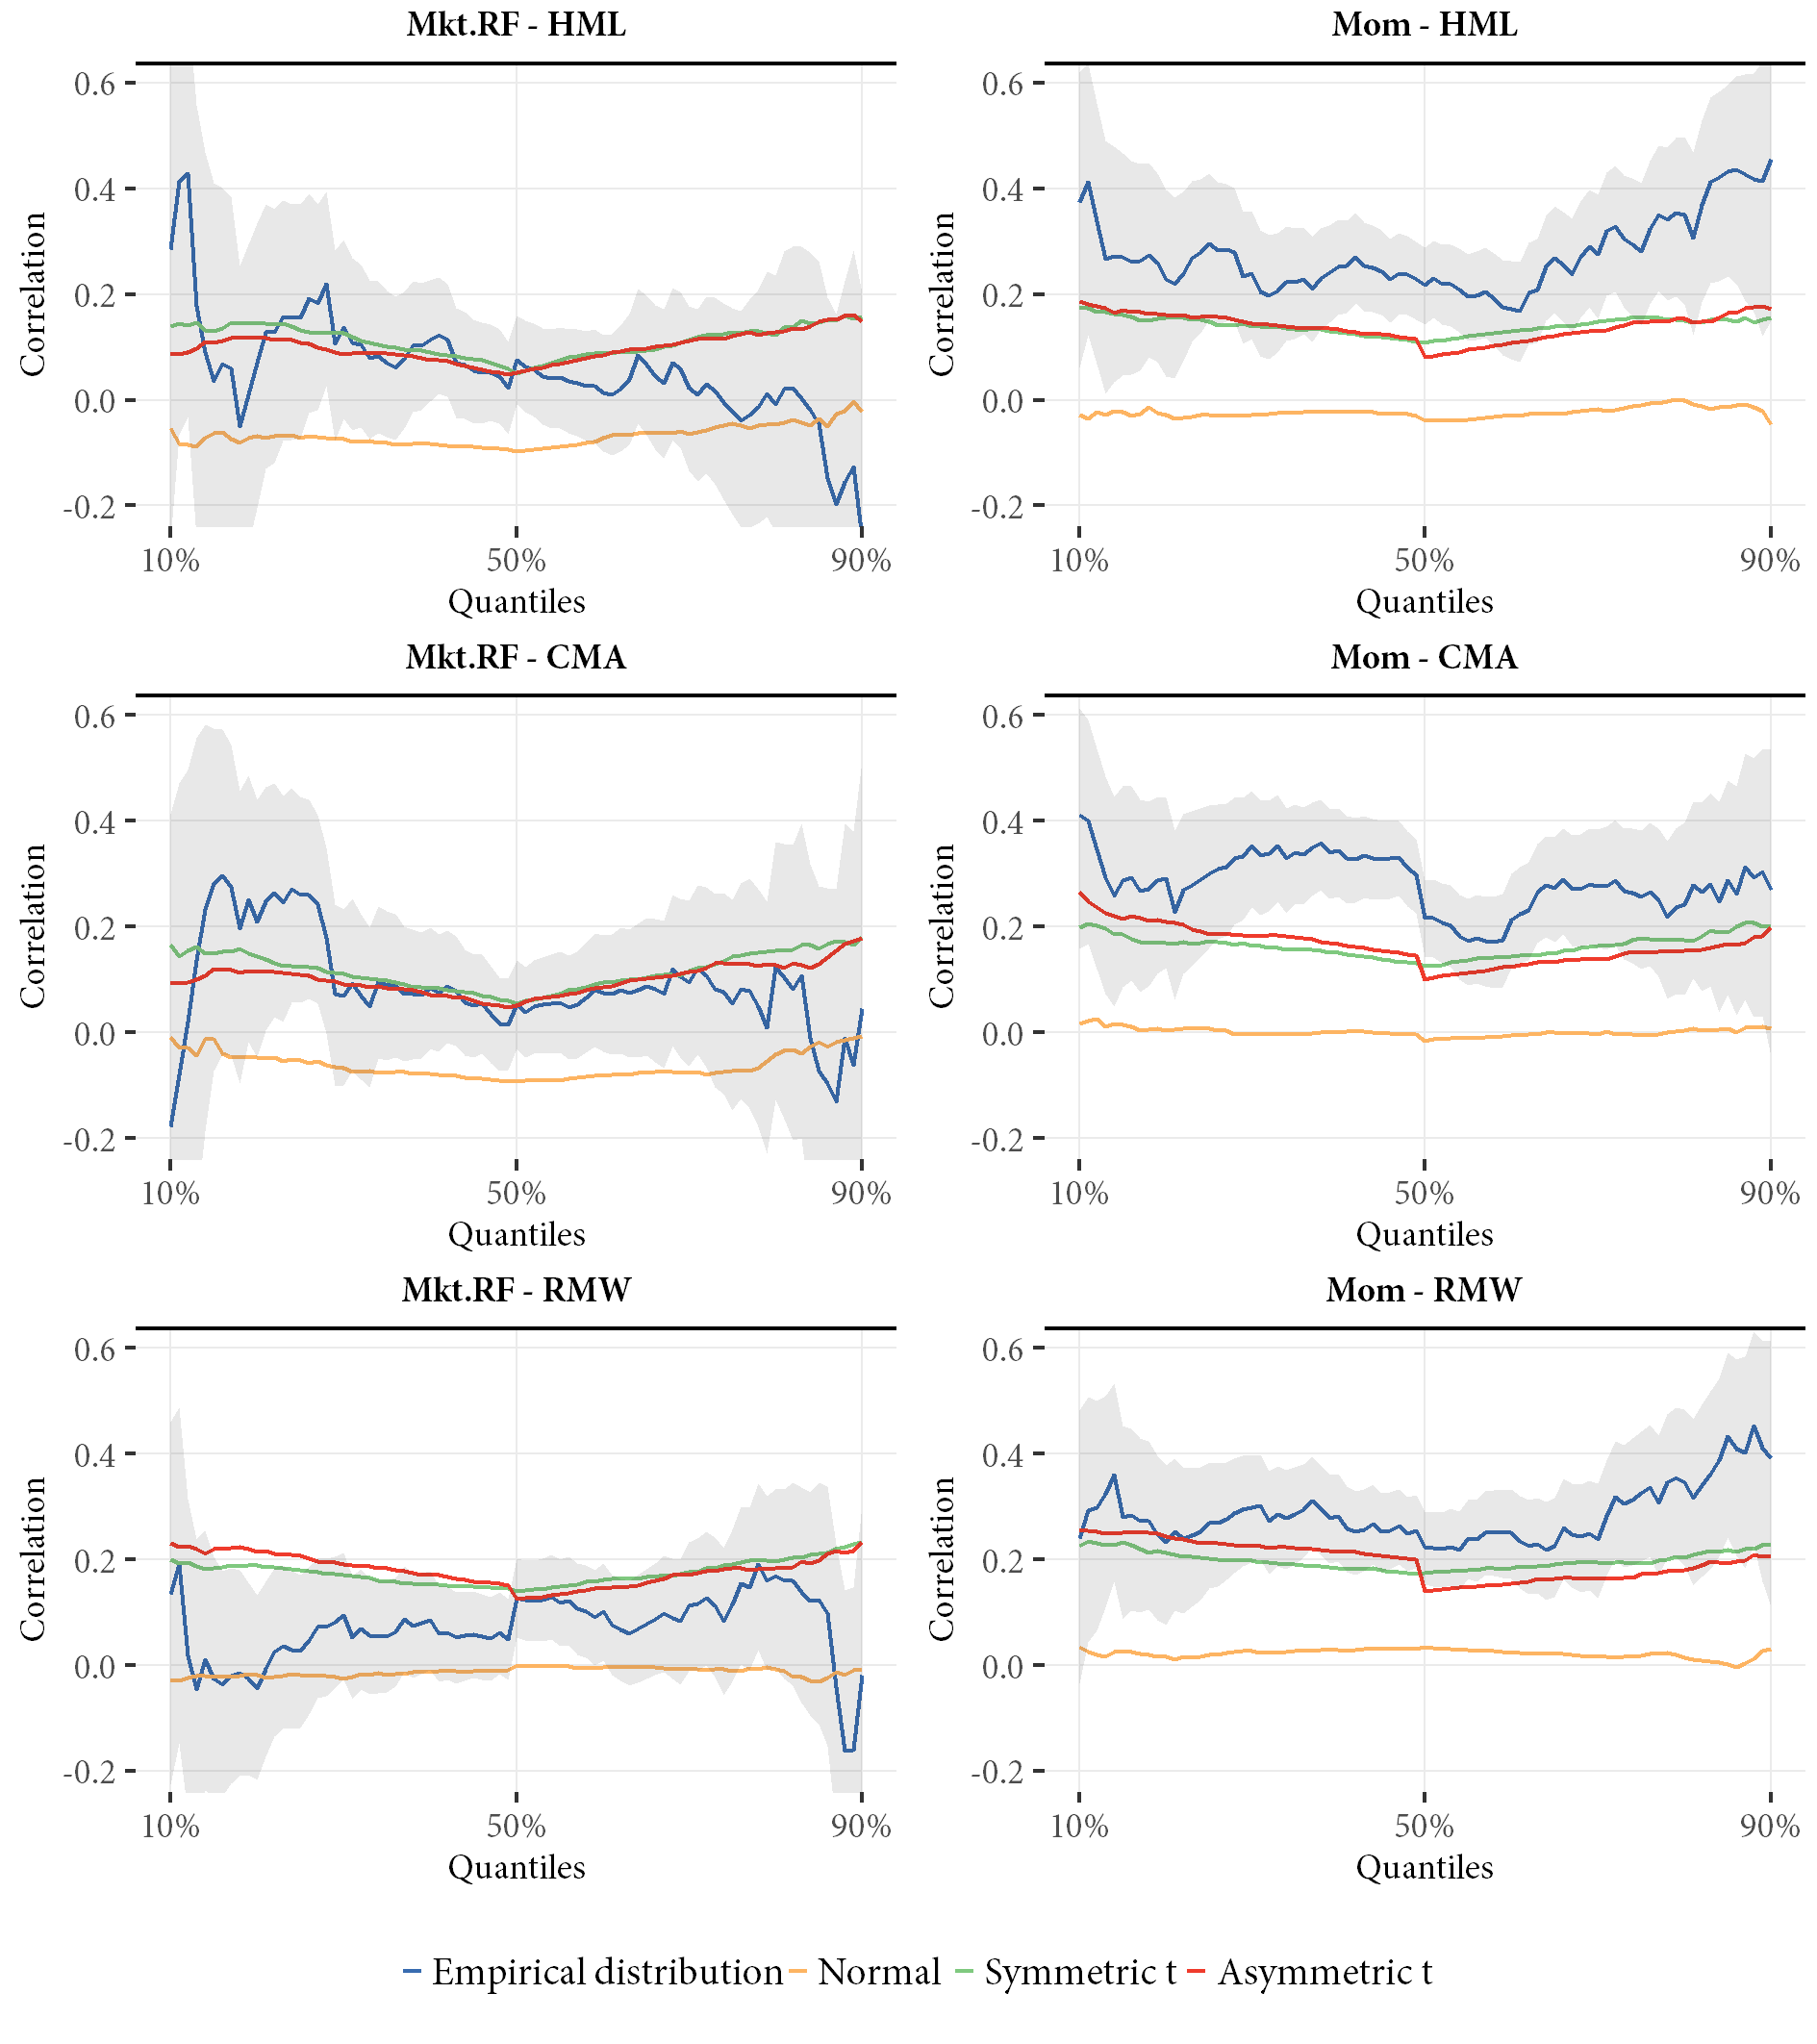 Mkt.RF - HML
Mom - HML
0.6
0.4
0.2
0.0
-0.2
Correlation
10%
50%
90%
Quantiles
0.6
0.4
0.2
0.0
-0.2
Correlation
10%
50%
90%
Quantiles
Mkt.RF - CMA
Mom - CMA
0.6
0.4
0.2
0.0
-0.2
Correlation
10%
50%
90%
Quantiles
0.6
0.4
0.2
0.0
-0.2
Correlation
10%
50%
90%
Quantiles
Mkt.RF - RMW
Mom - RMW
0.6
0.4
0.2
0.0
-0.2
Correlation
10%
50%
90%
Quantiles
0.6
0.4
0.2
0.0
-0.2
Correlation
10%
50%
90%
Quantiles
Empirical distribution Normal Symmetric t Asymmetric t